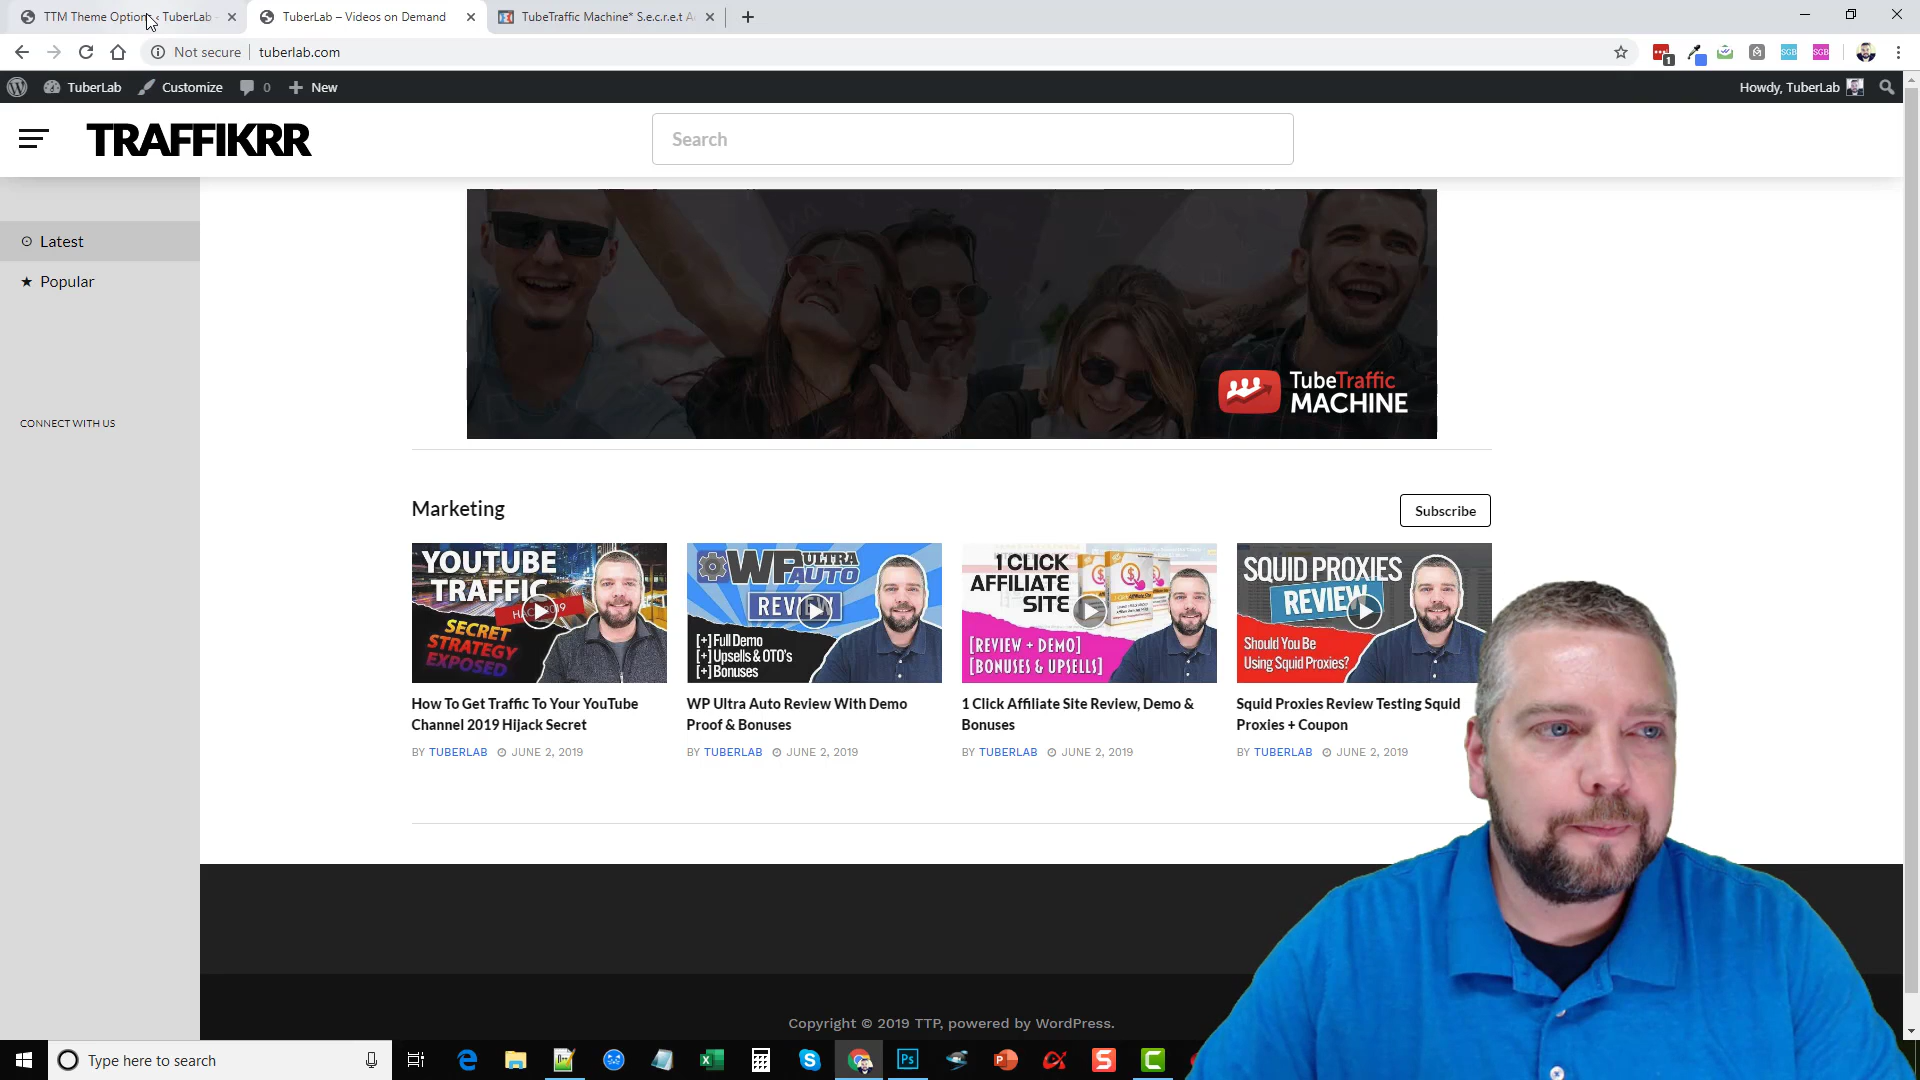 TTM Theme Option ‹ TuberLab
TuberLab – Videos on Demand
TubeTraffic Machine* S.e.c.r.e.t A
Not secure
tuberlab.com
1
SGB
SGB
TuberLab
Customize
0
New
Howdy, TuberLab
TRAFFIKRR
Search
Latest
Popular
CONNECT WITH US
TubeTraffic
MACHINE
Marketing
Subscribe
YOUTUBE
TRAFFIC
SECRET
STRATEGY
EXPOSED
WP ULTRA
AUTO
REVIEW
[+] Full Demo
[+] Upsells & OTO's
[+] Bonuses
1 CLICK
AFFILIATE
SITE
[REVIEW + DEMO]
[BONUSES & UPSELLS]
SQUID PROXIES
REVIEW
Should You Be
Using Squid Proxies?
How To Get Traffic To Your YouTube
Channel 2019 Hijack Secret
BY TUBERLAB JUNE 2, 2019
WP Ultra Auto Review With Demo
Proof & Bonuses
BY TUBERLAB JUNE 2, 2019
1 Click Affiliate Site Review, Demo &
Bonuses
BY TUBERLAB JUNE 2, 2019
Squid Proxies Review Testing Squid
Proxies + Coupon
BY TUBERLAB JUNE 2, 2019
Copyright © 2019 TTP, powered by WordPress.
Type here to search